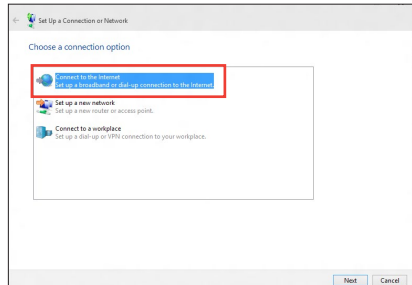 Set Up a Connection or Network
Choose a connection option
Connect to the Internet
Set up a broadband or dial-up connection to the Internet.
Set up a new network
Set up a new router or access point.
Connect to a workplace
Set up a dial-up or VPN connection to your workplace.
Next Cancel